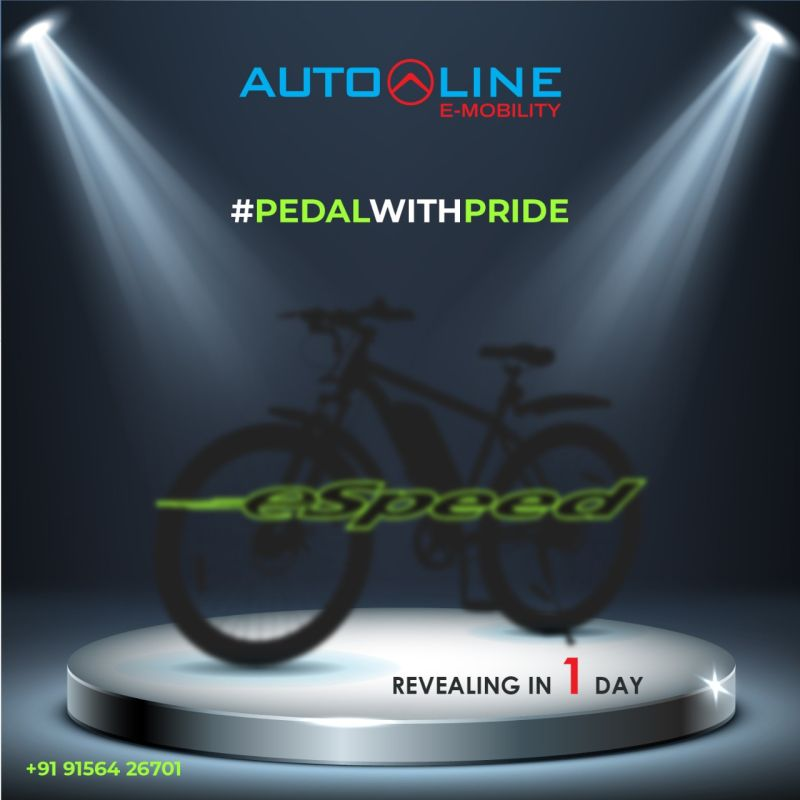 AUTOLINE
E-MOBILITY
#PEDALWITHPRIDE
eSpeed
REVEALING IN 1 DAY
+91 91564 26701